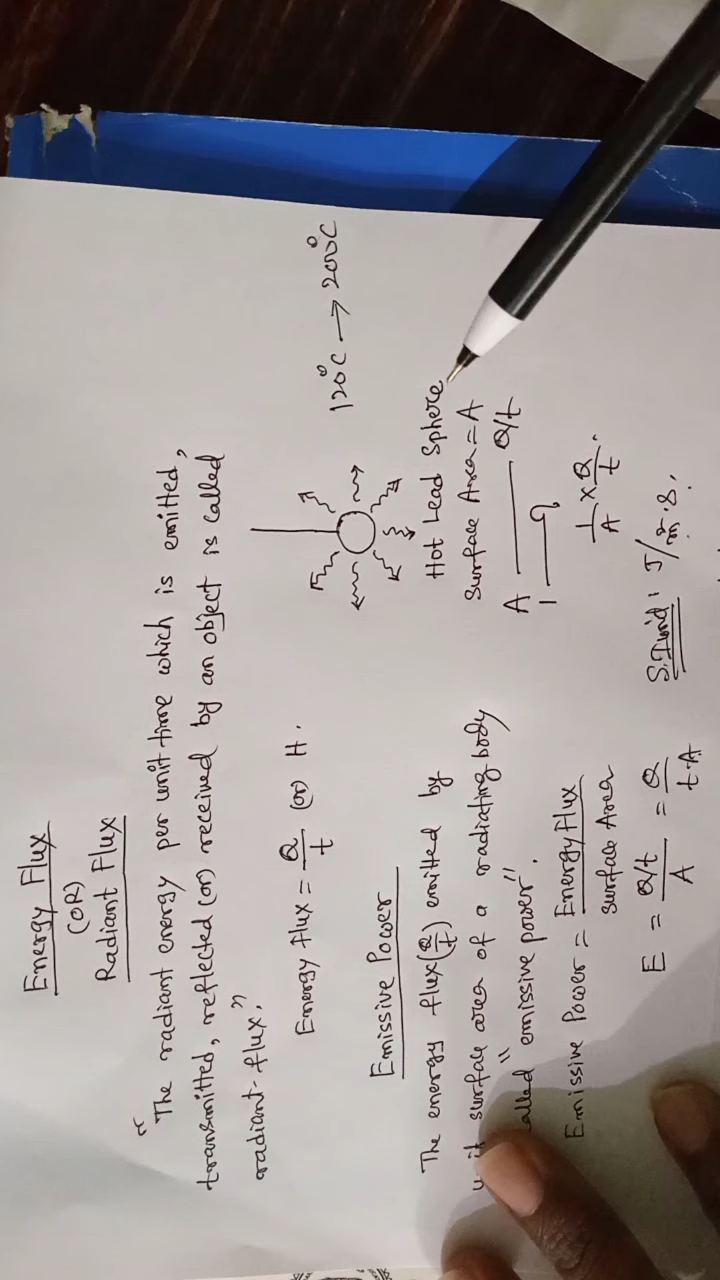 Energy Flux
(OR)
Radiant Flux
"The radiant energy per unit time which is emitted,
transmitted, reflected (or) received by an object is called
radiant flux."
Energy flux = Q/t (or) H.
120°C → 200°C
Emissive Power
The energy flux (Q/t) emitted by
unit surface area of a radiating body
called "emissive power".
Emissive Power = Energy Flux / Surface Area
E = Q/t / A = Q / t.A
Hot Lead Sphere
Surface Area = A
A — Q/t
1 — ?
1/A × Q/t.
S.I Unit: J/m².s.